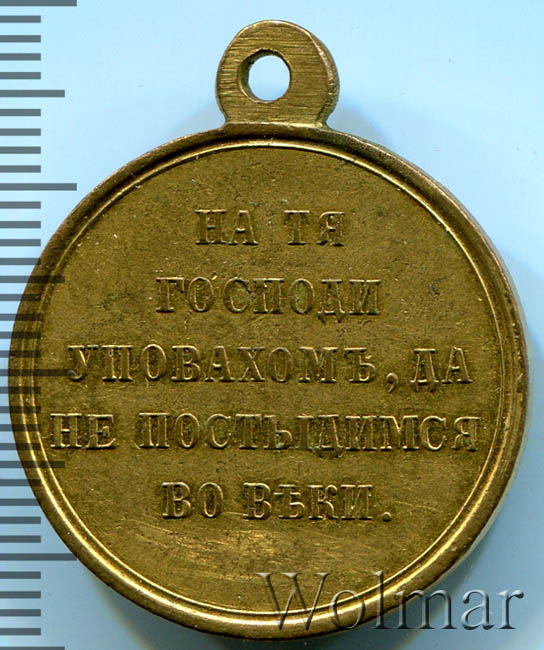 НА ТЯ
ГОСПОДИ
УПОВАХОМЪ, ДА
НЕ ПОСТЫДИМСЯ
ВО ВѢКИ.
Wolmar